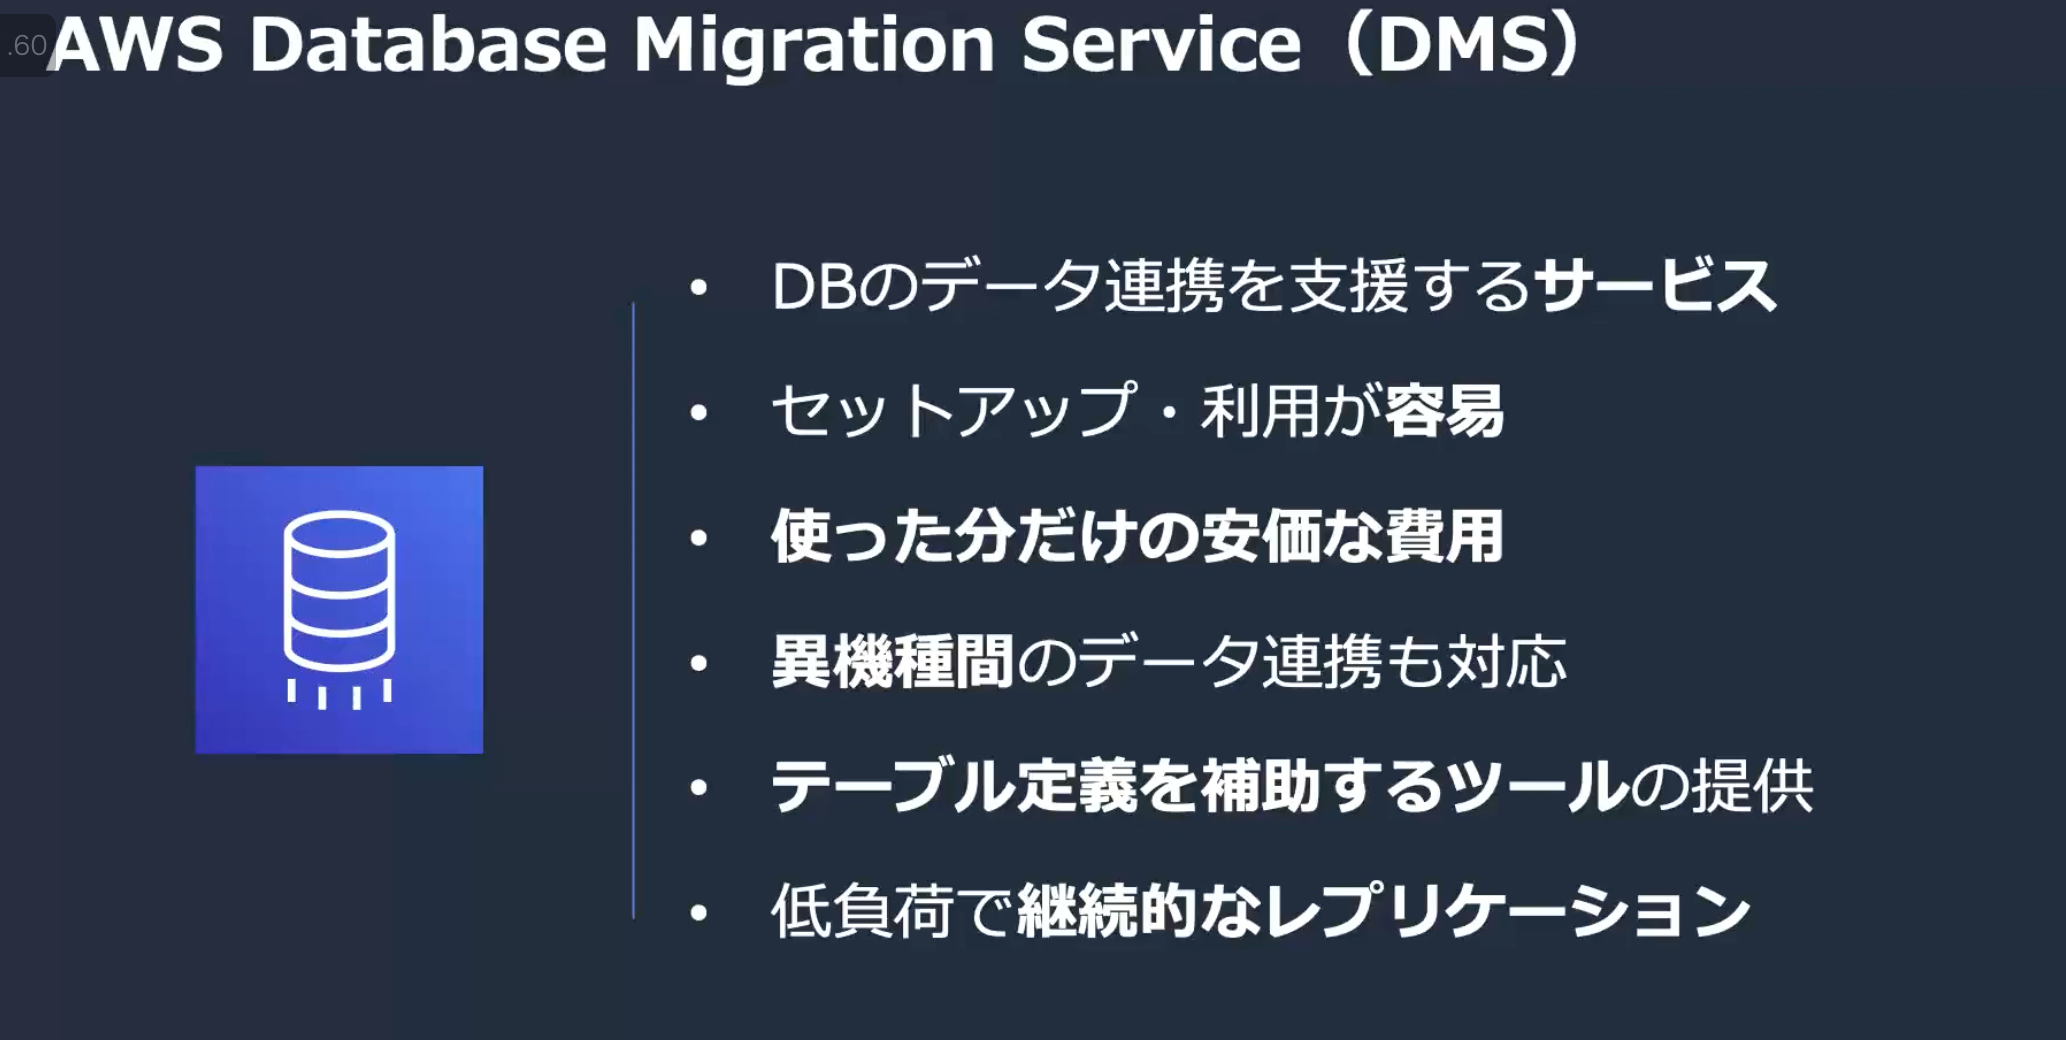 .60
AWS Database Migration Service（DMS）
• DBのデータ連携を支援するサービス
• セットアップ・利用が容易
• 使った分だけの安価な費用
• 異機種間のデータ連携も対応
• テーブル定義を補助するツールの提供
• 低負荷で継続的なレプリケーション